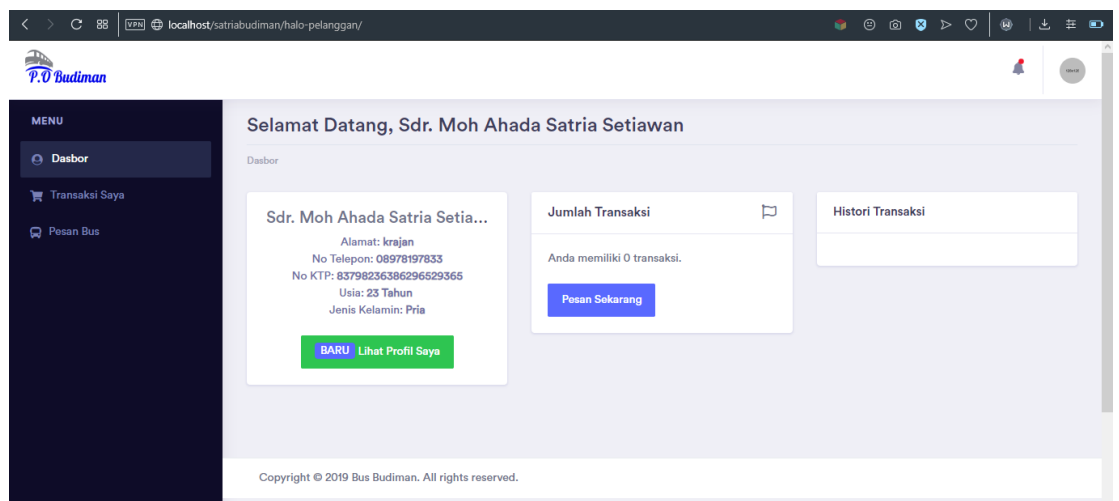 VPN localhost/satriabudiman/halo-pelanggan/
P.O Budiman
MENU
Dasbor
Transaksi Saya
Pesan Bus
Selamat Datang, Sdr. Moh Ahada Satria Setiawan
Dasbor
Sdr. Moh Ahada Satria Setia...
Alamat: krajan
No Telepon: 08978197833
No KTP: 83798236386296529365
Usia: 23 Tahun
Jenis Kelamin: Pria
BARU Lihat Profil Saya
Jumlah Transaksi
Anda memiliki 0 transaksi.
Pesan Sekarang
Histori Transaksi
Copyright © 2019 Bus Budiman. All rights reserved.